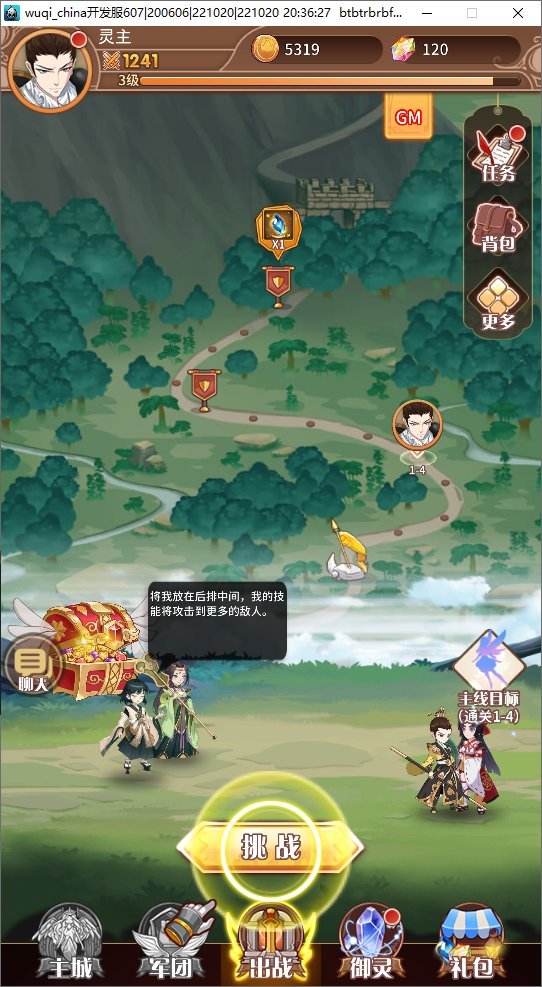 wuqi_china开发服607|200606|221020|221020 20:36:27 btbtrbrbf...
灵主
5319
120
1241
3级
GM
任务
X1
背包
更多
1-4
将我放在后排中间，我的技
能将攻击到更多的敌人。
聊天
主线目标
(通关1-4)
挑战
主城
军团
出战
御灵
礼包